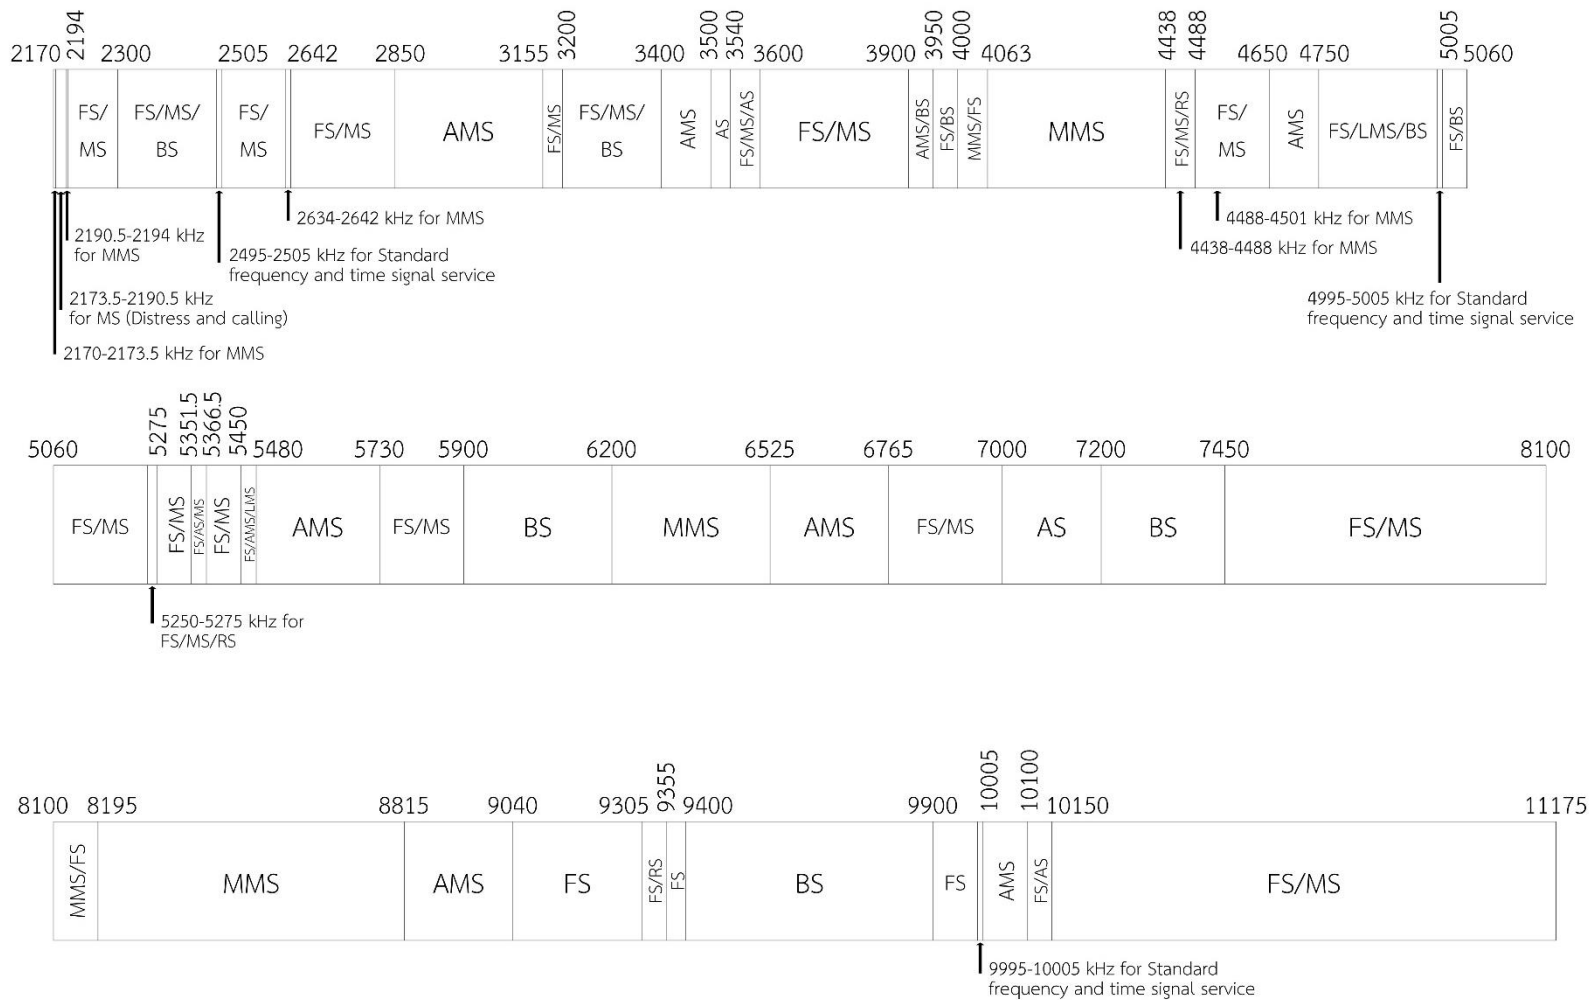 2170 2194 2300 2505 2642 2850 3155 3200 3400 3500 3540 3600 3900 3950 4000 4063 4438 4488 4650 4750 5005 5060
FS/
MS
FS/MS/
BS
FS/
MS
FS/MS
AMS
FS/MS
FS/MS/
BS
AMS
AS
FS/MS/AS
FS/MS
AMS/BS
FS/BS
MMS/FS
MMS
FS/MS/RS
FS/
MS
AMS
FS/LMS/BS
FS/BS
2190.5-2194 kHz
for MMS
2173.5-2190.5 kHz
for MS (Distress and calling)
2170-2173.5 kHz for MMS
2495-2505 kHz for Standard
frequency and time signal service
2634-2642 kHz for MMS
4488-4501 kHz for MMS
4438-4488 kHz for MMS
4995-5005 kHz for Standard
frequency and time signal service
5060 5275 5351.5 5366.5 5450 5480 5730 5900 6200 6525 6765 7000 7200 7450 8100
FS/MS
FS/MS
FS/AS/MS
FS/MS
FS/AMS/LMS
AMS
FS/MS
BS
MMS
AMS
FS/MS
AS
BS
FS/MS
5250-5275 kHz for
FS/MS/RS
8100 8195 8815 9040 9305 9355 9400 9900 10005 10100 10150 11175
MMS/FS
MMS
AMS
FS
FS/RS
FS
BS
FS
AMS
FS/AS
FS/MS
9995-10005 kHz for Standard
frequency and time signal service